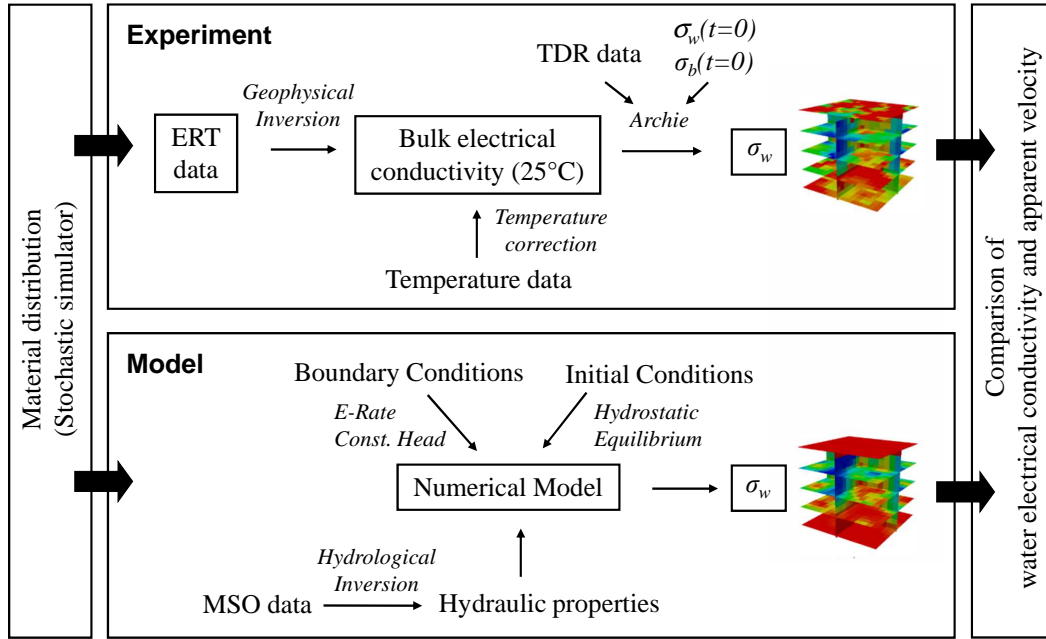 Material distribution
(Stochastic simulator)
Experiment
TDR data
σw(t=0)
σb(t=0)
Geophysical
Inversion
Archie
ERT
data
Bulk electrical
conductivity (25°C)
σw
Temperature
correction
Temperature data
Model
Boundary Conditions
Initial Conditions
E-Rate
Const. Head
Hydrostatic
Equilibrium
Numerical Model
σw
Hydrological
Inversion
MSO data
Hydraulic properties
Comparison of
water electrical conductivity and apparent velocity